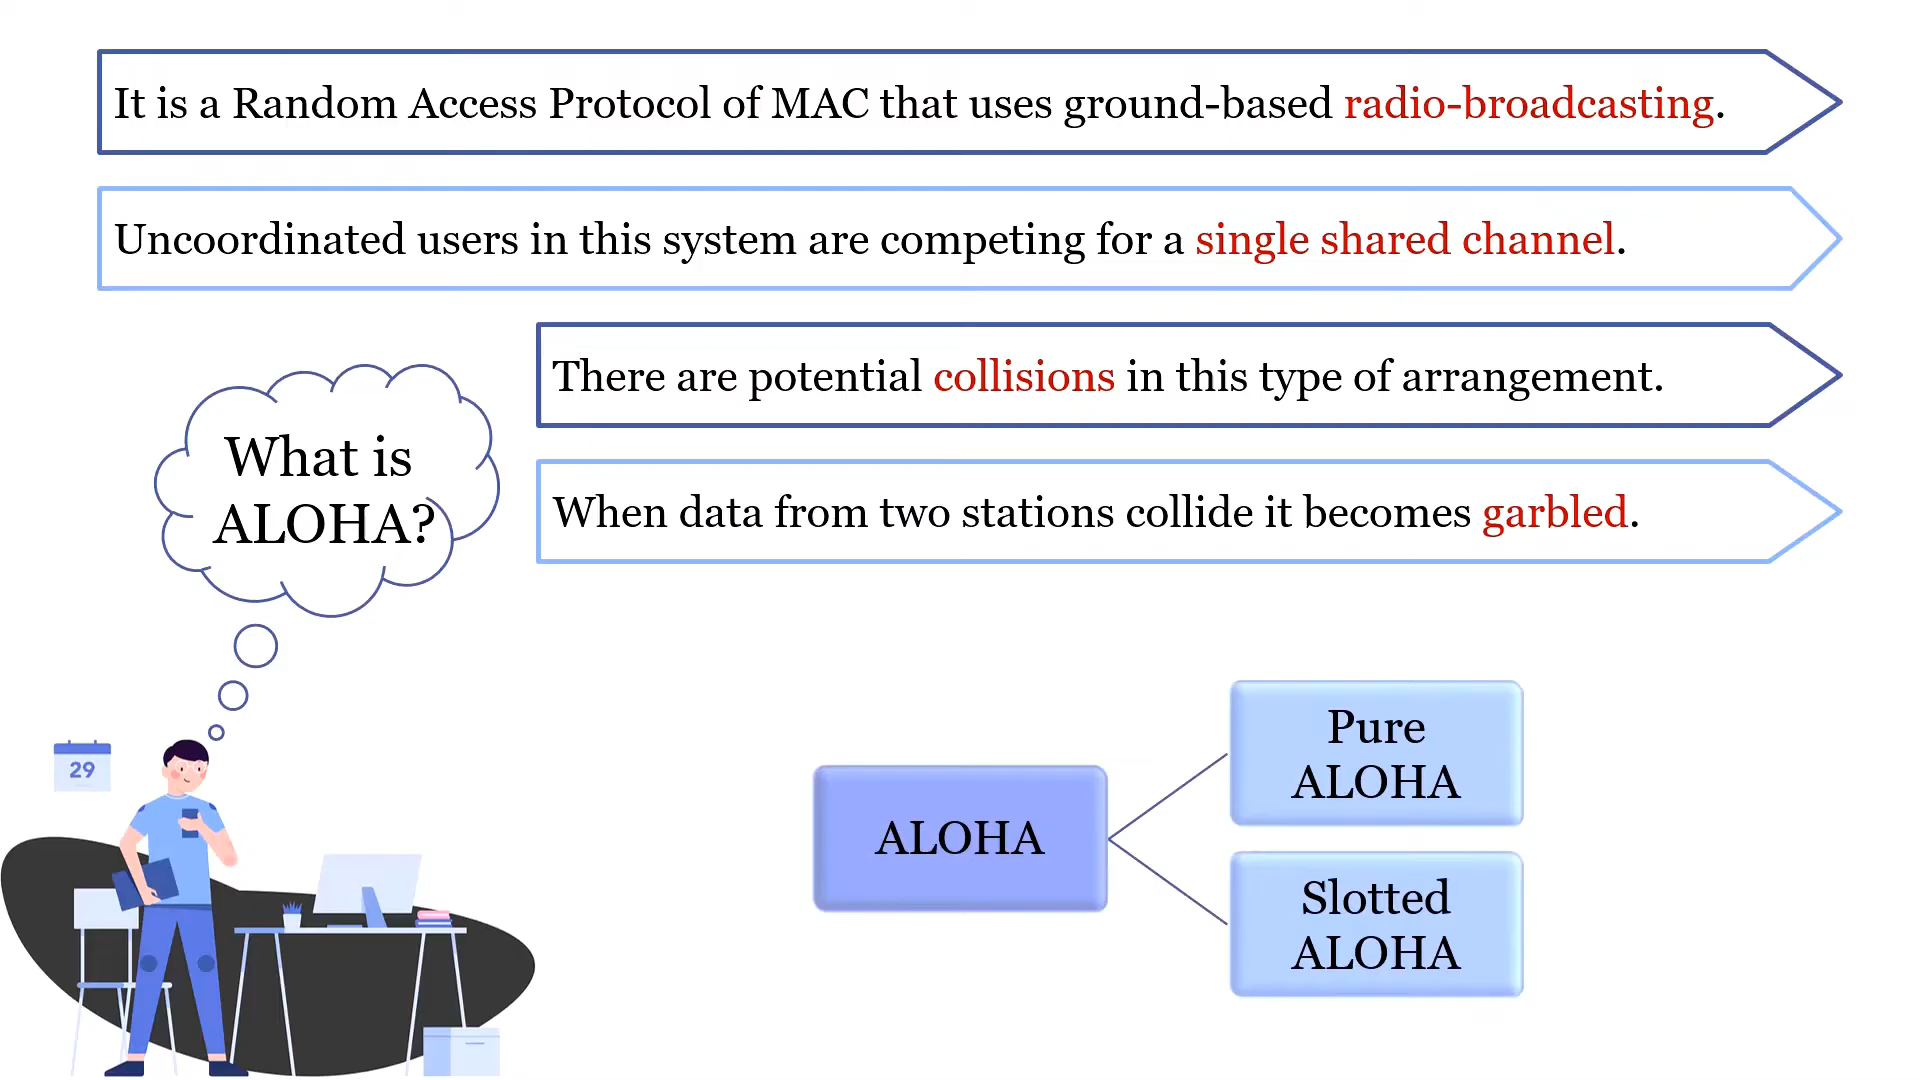 It is a Random Access Protocol of MAC that uses ground-based radio-broadcasting.
Uncoordinated users in this system are competing for a single shared channel.
There are potential collisions in this type of arrangement.
When data from two stations collide it becomes garbled.
What is
ALOHA?
29
ALOHA
Pure
ALOHA
Slotted
ALOHA